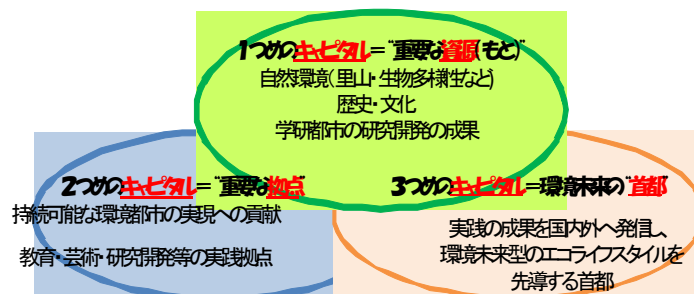 1つめのキャピタル=“重要な資源(もと)”
自然環境(里山・生物多様性など)
歴史・文化
学研都市の研究開発の成果
2つめのキャピタル=“重要な拠点”
持続可能な環境都市の実現への貢献
教育・芸術・研究開発等の実践拠点
3つめのキャピタル=環境未来の“首都”
実践の成果を国内外へ発信し、
環境未来型のエコライフスタイルを
先導する首都